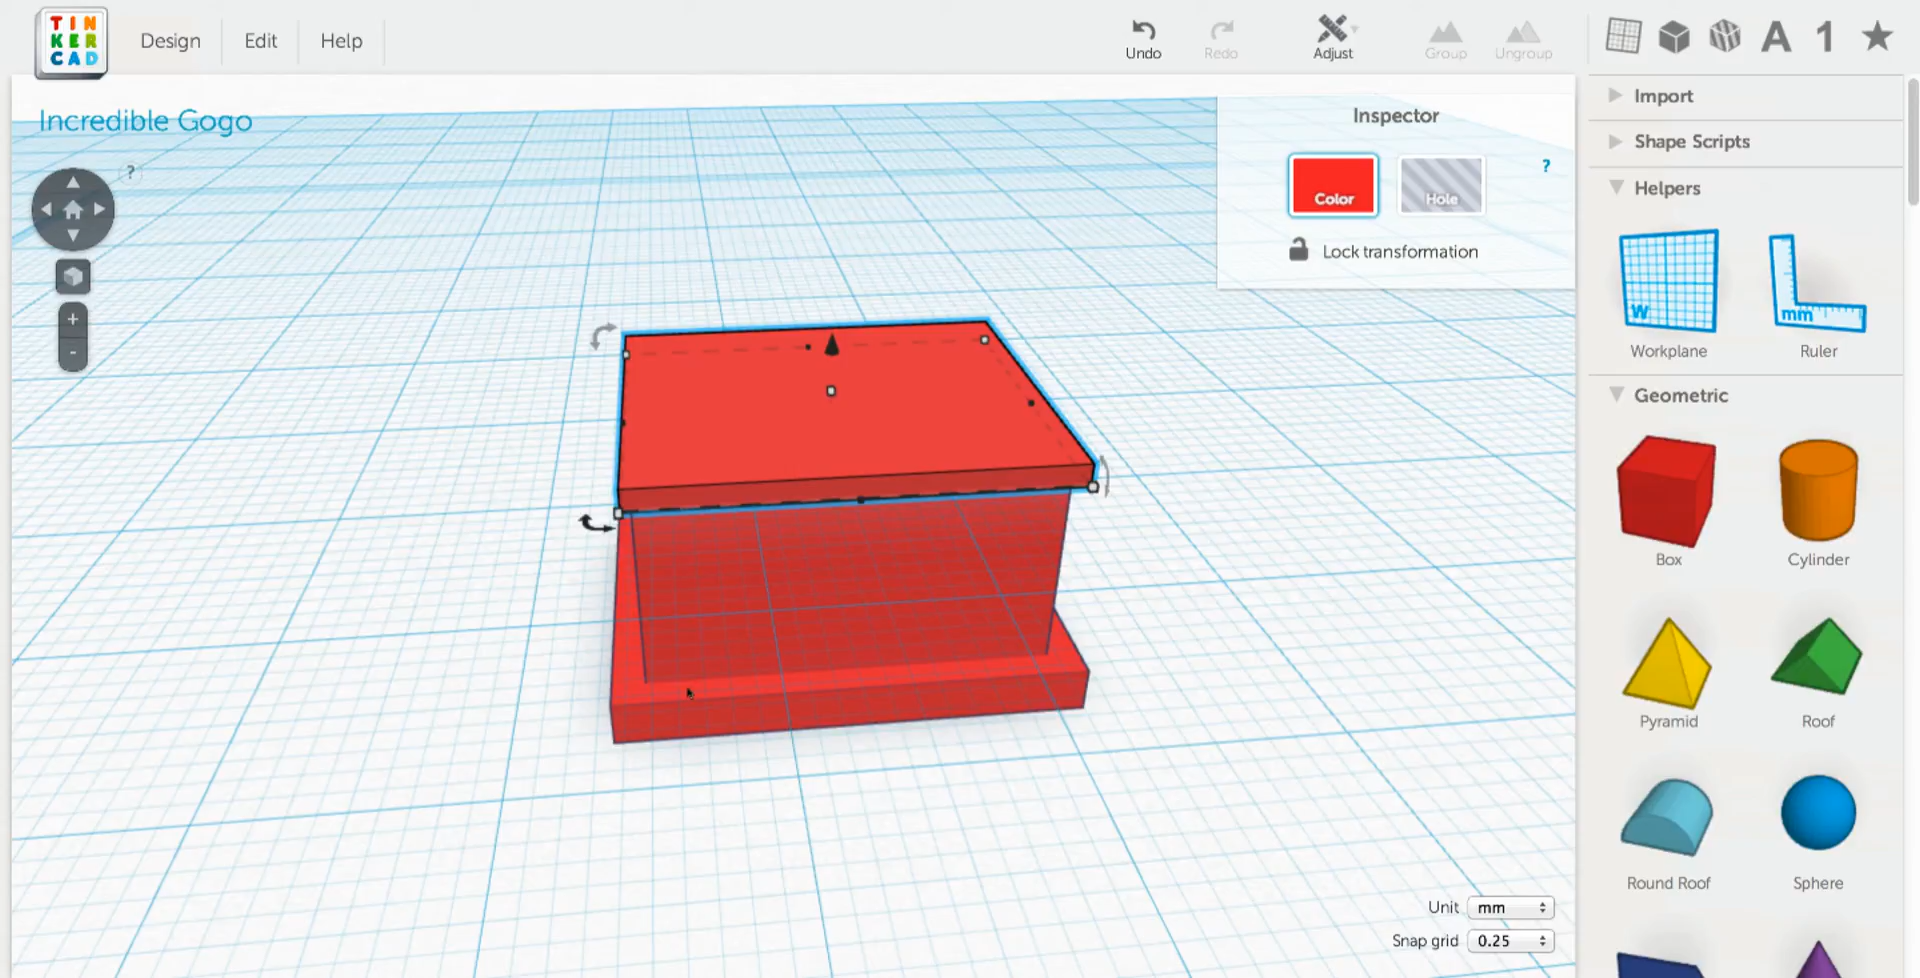 TIN
KER
CAD
Design
Edit
Help
Undo
Redo
Adjust
Group
Ungroup
A
1
Incredible Gogo
?
+
-
Inspector
Color
Hole
?
Lock transformation
Import
Shape Scripts
Helpers
W
mm
Workplane
Ruler
Geometric
Box
Cylinder
Pyramid
Roof
Round Roof
Sphere
Unit mm
Snap grid 0.25